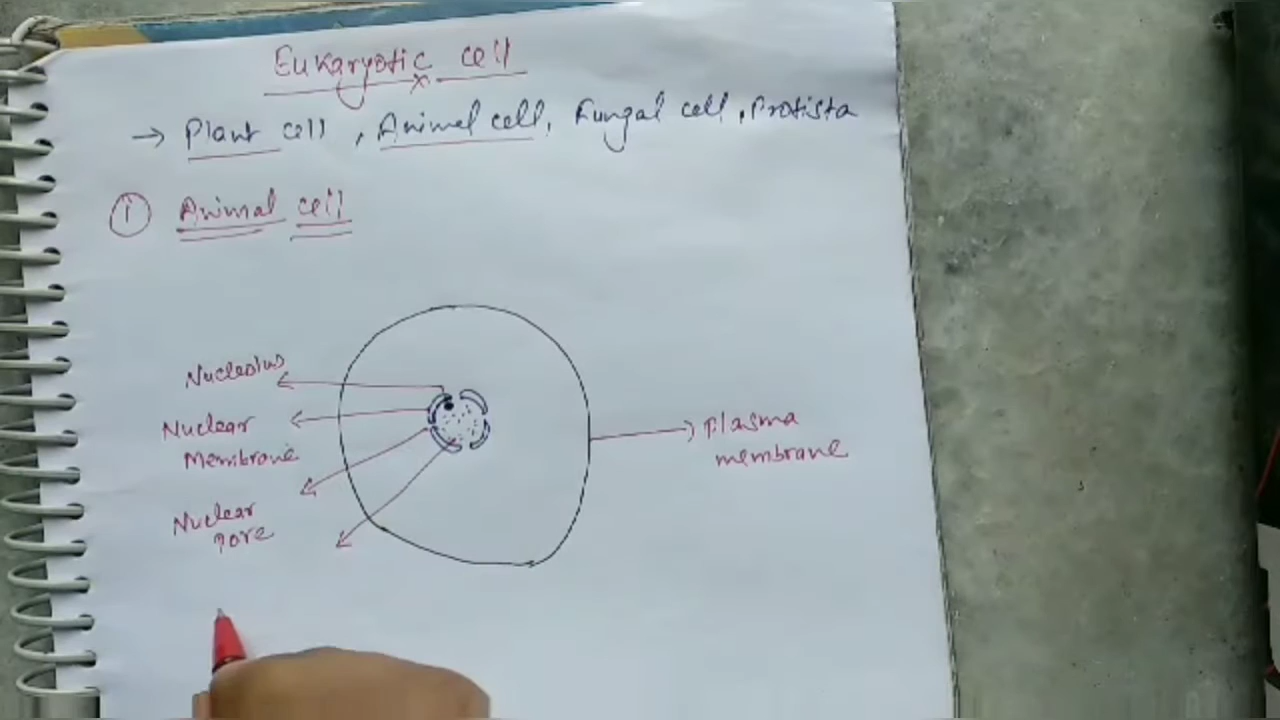 Eukaryotic cell
→ Plant cell, Animal cell, Fungal cell, Protista
① Animal cell
Nucleolus
Nuclear
Membrane
Nuclear
pore
Plasma
membrane